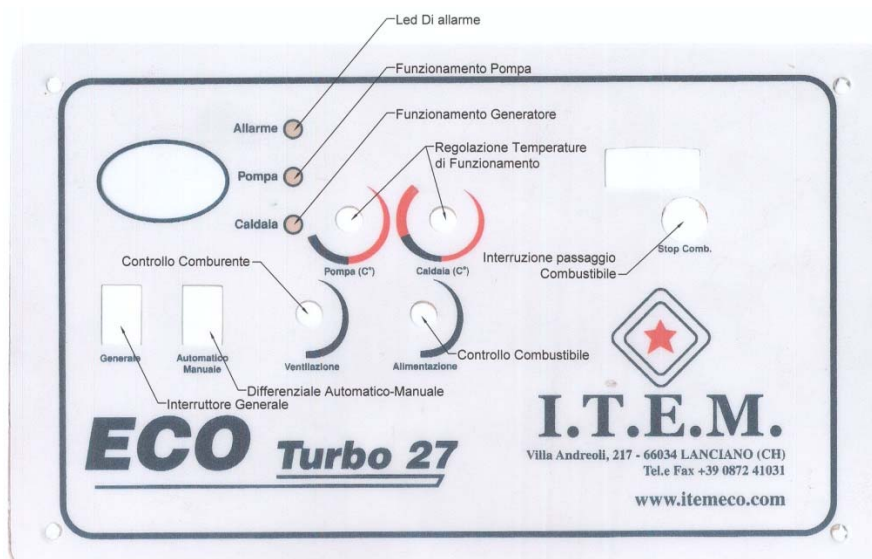 Led Di allarme
Funzionamento Pompa
Funzionamento Generatore
Allarme
Regolazione Temperature
di Funzionamento
Pompa
Caldaia
Stop Comb.
Pompa (C°)
Caldaia (C°)
Interruzione passaggio
Combustibile
Controllo Comburente
Generale
Automatico
Manuale
Ventilazione
Alimentazione
Controllo Combustibile
Differenziale Automatico-Manuale
Interruttore Generale
ECO Turbo 27
I.T.E.M.
Villa Andreoli, 217 - 66034 LANCIANO (CH)
Tel.e Fax +39 0872 41031
www.itemeco.com